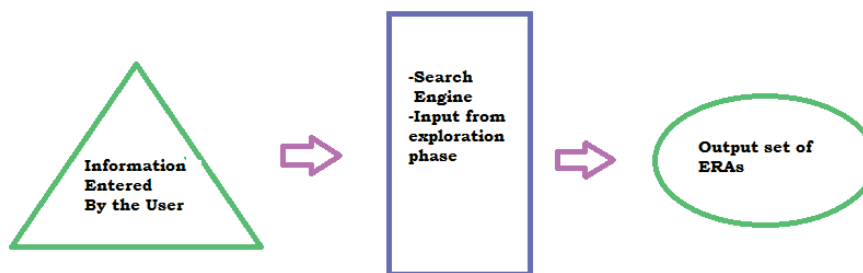 Information
Entered
By the User
-Search
Engine
-Input from
exploration
phase
Output set of
ERAs